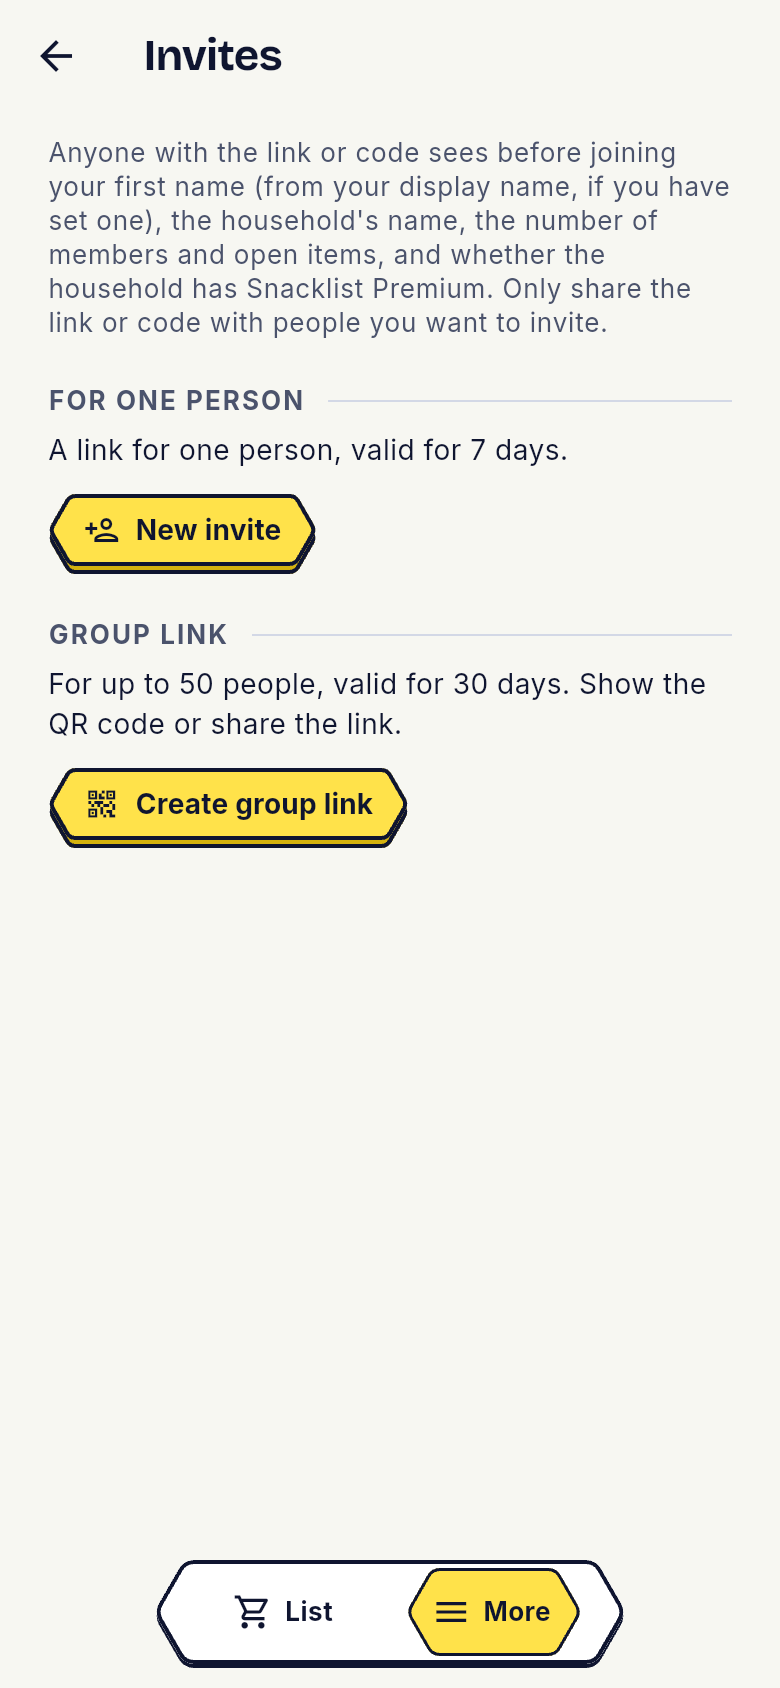 Invites
Anyone with the link or code sees before joining
your first name (from your display name, if you have
set one), the household's name, the number of
members and open items, and whether the
household has Snacklist Premium. Only share the
link or code with people you want to invite.
FOR ONE PERSON
A link for one person, valid for 7 days.
New invite
GROUP LINK
For up to 50 people, valid for 30 days. Show the
QR code or share the link.
Create group link
List
More